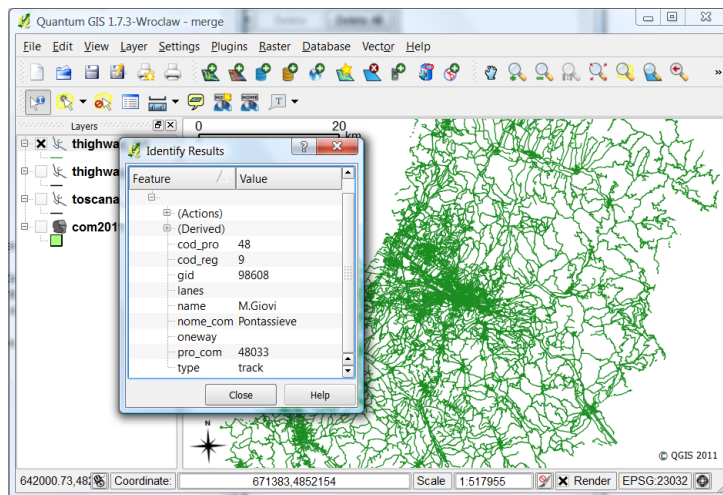 Delete Delete All
Quantum GIS 1.7.3-Wroclaw - merge
File Edit View Layer Settings Plugins Raster Database Vector Help
Layers
thighwa
thighwa
toscana
com201
0 20
km
Identify Results
Feature Value
(Actions)
(Derived)
cod_pro 48
cod_reg 9
gid 98608
lanes
name M.Giovi
nome_com Pontassieve
oneway
pro_com 48033
type track
Close Help
N
© QGIS 2011
642000.73,48 Coordinate: 671383,4852154 Scale 1:517955 Render EPSG:23032